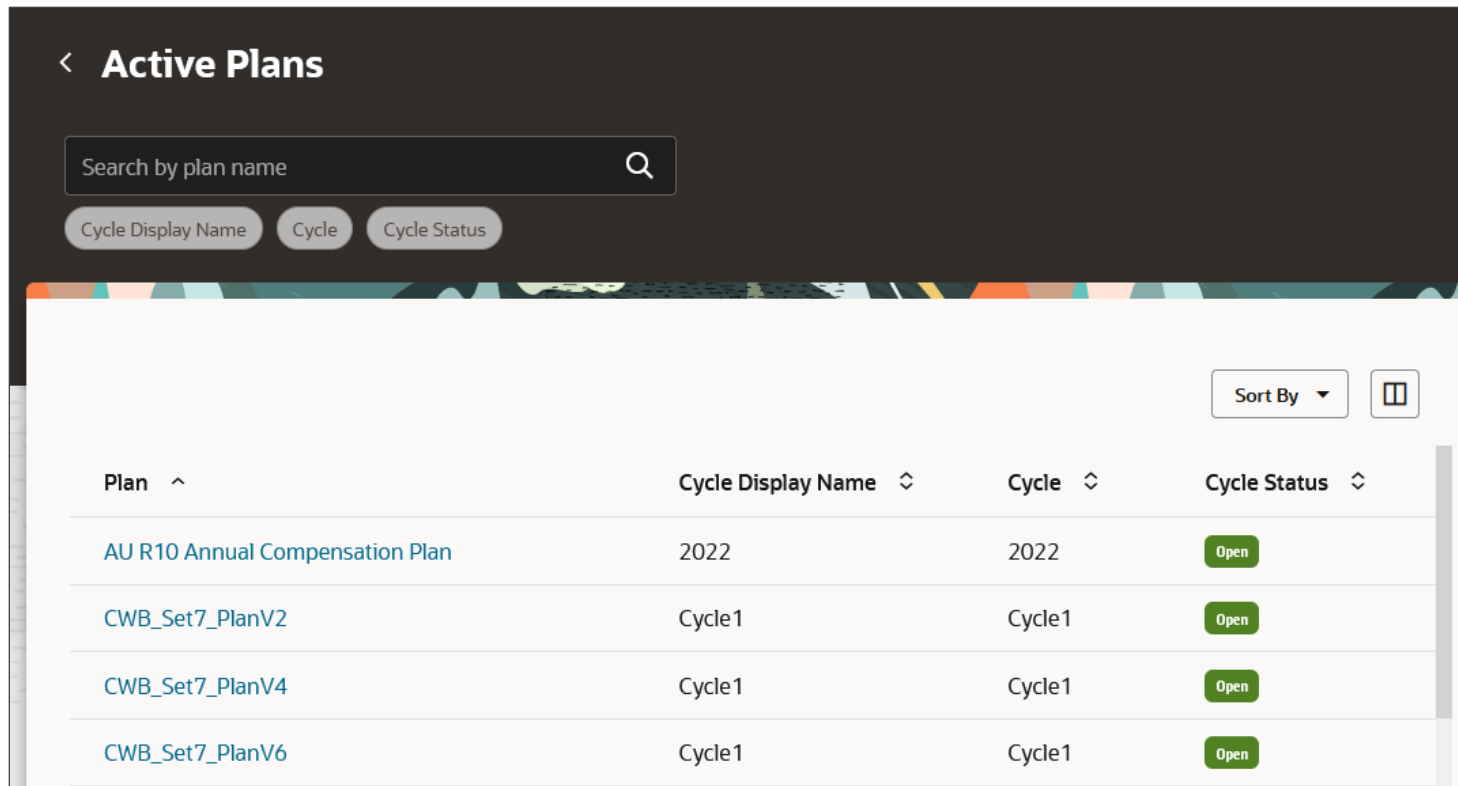 Active Plans
Search by plan name
Cycle Display Name Cycle Cycle Status
Sort By
Plan Cycle Display Name Cycle Cycle Status
AU R10 Annual Compensation Plan 2022 2022 Open
CWB_Set7_PlanV2 Cycle1 Cycle1 Open
CWB_Set7_PlanV4 Cycle1 Cycle1 Open
CWB_Set7_PlanV6 Cycle1 Cycle1 Open